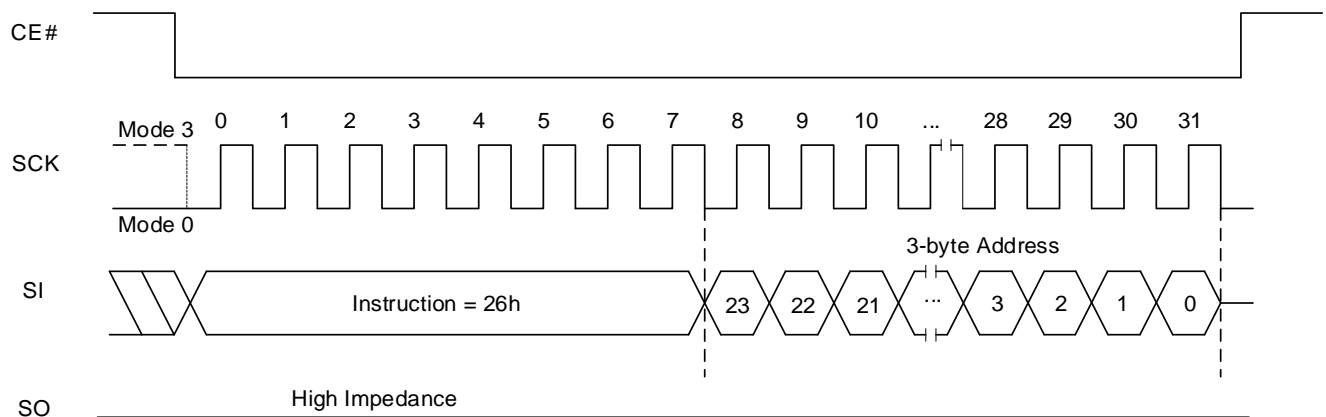 CE#
Mode 3
0 1 2 3 4 5 6 7 8 9 10 ... 28 29 30 31
SCK
Mode 0
3-byte Address
SI
Instruction = 26h
23 22 21 ... 3 2 1 0
High Impedance
SO